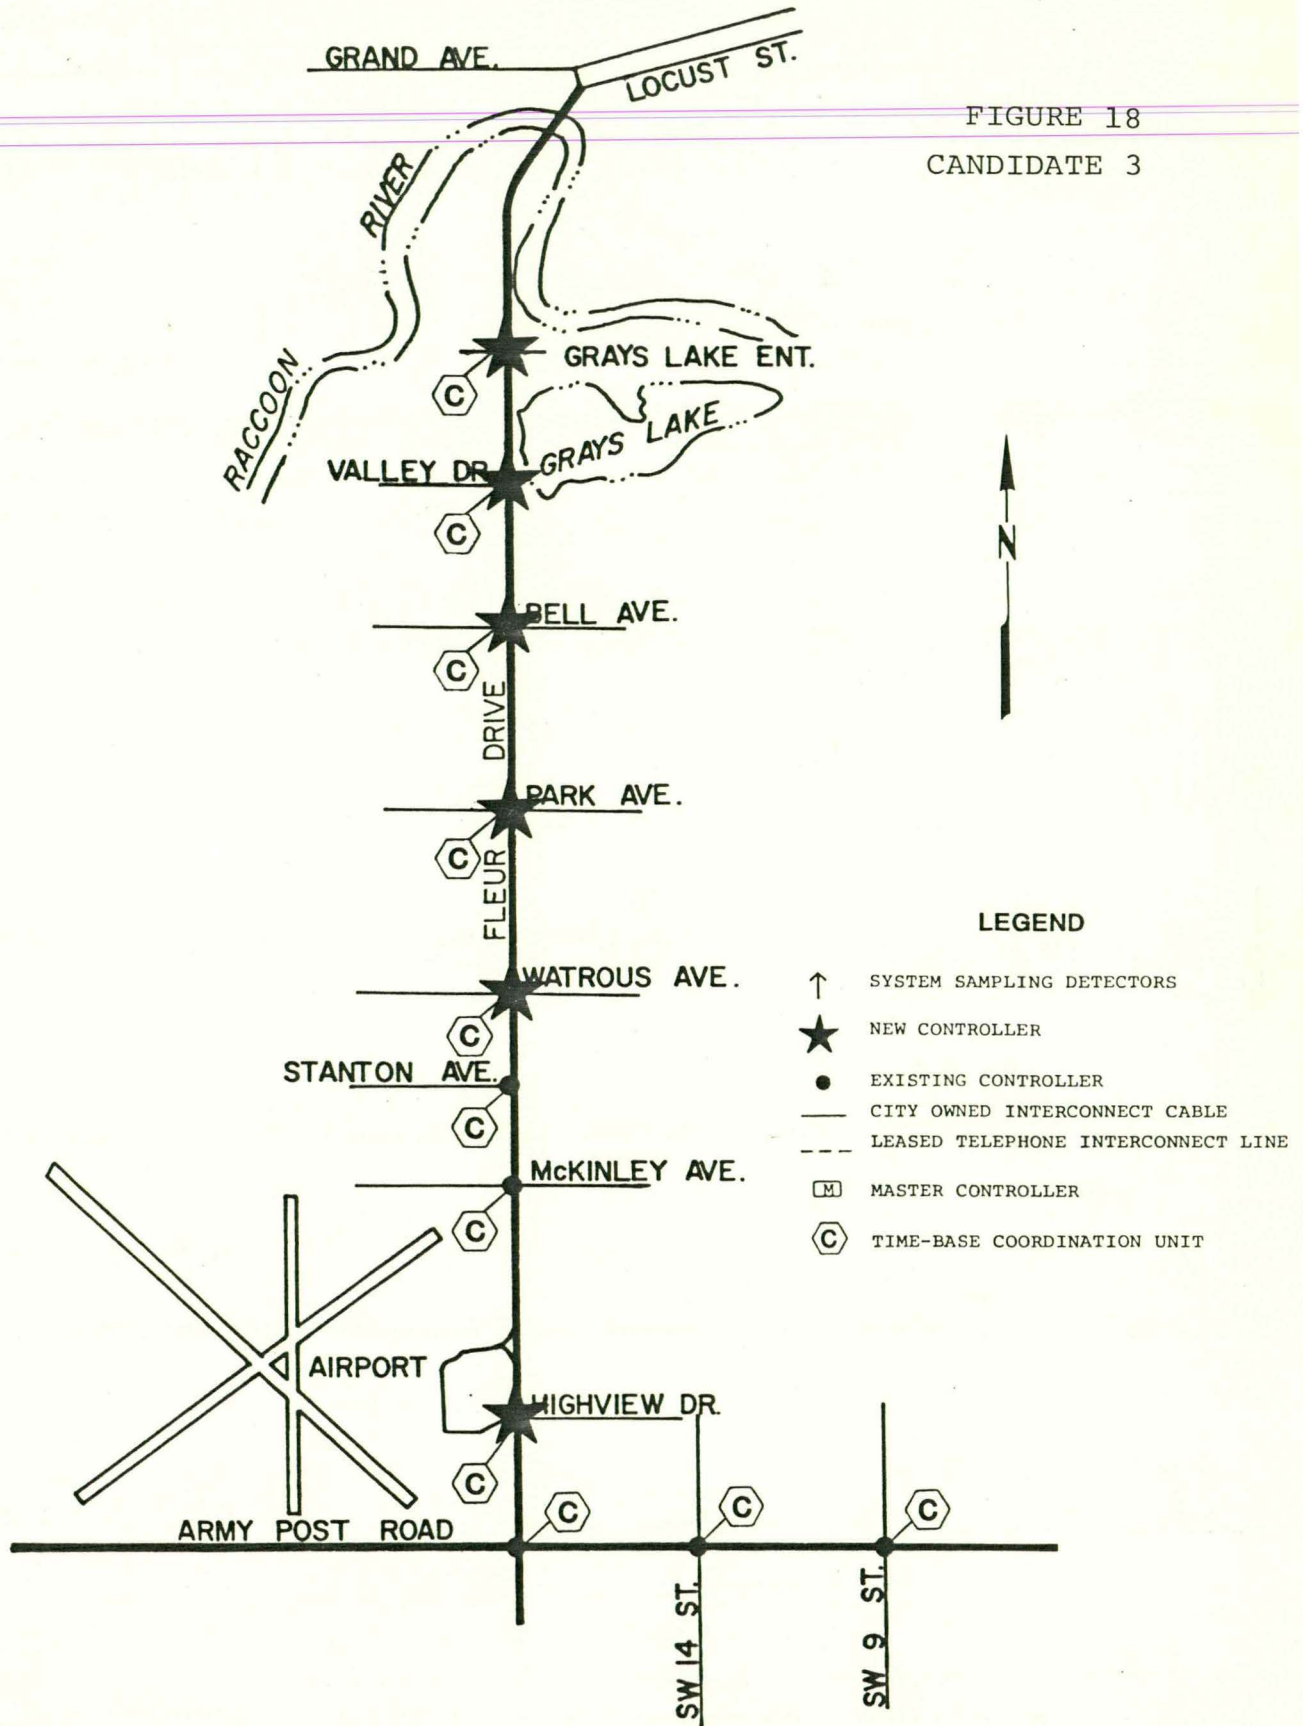 GRAND AVE.
LOCUST ST.
FIGURE 18
CANDIDATE 3
RACCOON RIVER
GRAYS LAKE ENT.
C
GRAYS LAKE
VALLEY DR.
C
N
BELL AVE.
C
FLEUR DRIVE
PARK AVE.
C
LEGEND
WATROUS AVE.
C
↑ SYSTEM SAMPLING DETECTORS
★ NEW CONTROLLER
STANTON AVE.
C
● EXISTING CONTROLLER
CITY OWNED INTERCONNECT CABLE
LEASED TELEPHONE INTERCONNECT LINE
McKINLEY AVE.
C
M MASTER CONTROLLER
C TIME-BASE COORDINATION UNIT
AIRPORT
HIGHVIEW DR.
C
C
C
C
ARMY POST ROAD
SW 14 ST.
SW 9 ST.